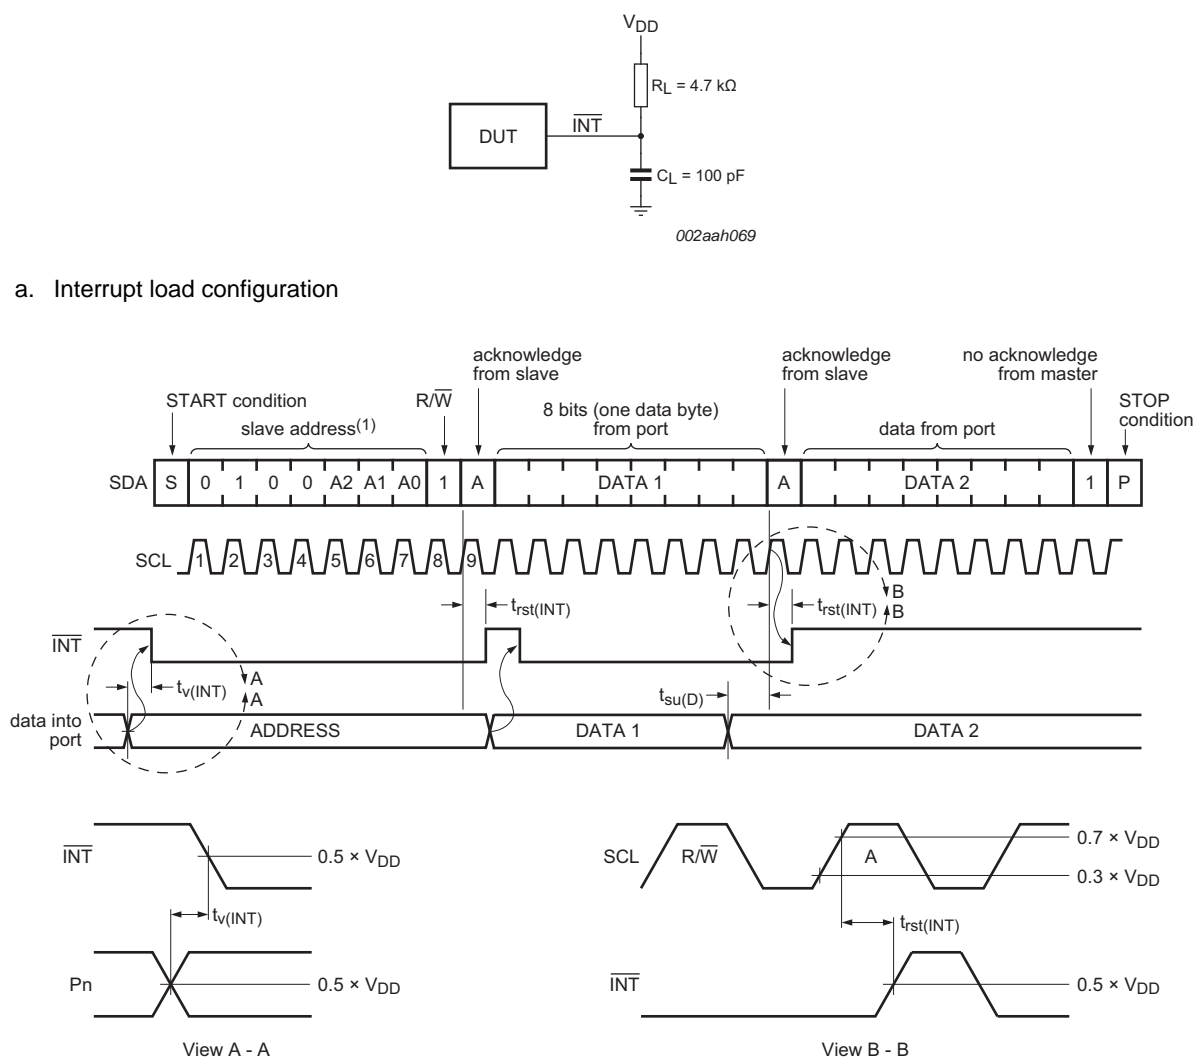 VDD
RL = 4.7 kΩ
DUT
INT
CL = 100 pF
002aah069
a. Interrupt load configuration
acknowledge
from slave
acknowledge
from slave
no acknowledge
from master
START condition
R/W
8 bits (one data byte)
from port
STOP
condition
slave address(1)
data from port
SDA S 0 1 0 0 A2 A1 A0 1 A DATA 1 A DATA 2 1 P
SCL 1 2 3 4 5 6 7 8 9
B
B
trst(INT)
trst(INT)
INT
tv(INT)
A
A
tsu(D)
data into
port
ADDRESS
DATA 1
DATA 2
INT
0.5 × VDD
tv(INT)
Pn
0.5 × VDD
View A - A
SCL
R/W
A
0.7 × VDD
0.3 × VDD
trst(INT)
INT
0.5 × VDD
View B - B